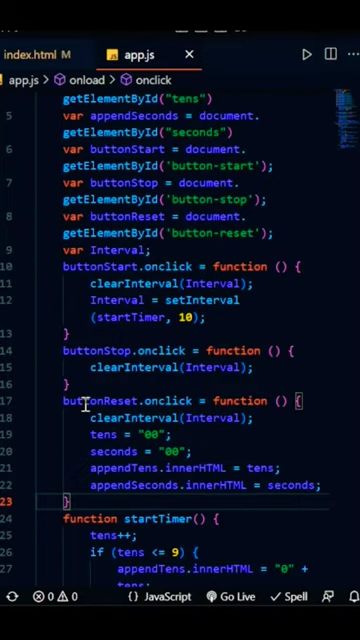 index.html M
app.js ×
app.js > onload > onclick
getElementById("tens")
5 var appendSeconds = document.
getElementById("seconds")
6 var buttonStart = document.
getElementById('button-start');
7 var buttonStop = document.
getElementById('button-stop');
8 var buttonReset = document.
getElementById('button-reset');
9 var Interval;
10 buttonStart.onclick = function () {
11 clearInterval(Interval);
12 Interval = setInterval
(startTimer, 10);
13 }
14 buttonStop.onclick = function () {
15 clearInterval(Interval);
16 }
17 buttonReset.onclick = function () {
18 clearInterval(Interval);
19 tens = "00";
20 seconds = "00";
21 appendTens.innerHTML = tens;
22 appendSeconds.innerHTML = seconds;
23 }
24 function startTimer() {
25 tens++;
26 if (tens <= 9) {
27 appendTens.innerHTML = "0" +
tens;
0 0 {} JavaScript Go Live Spell